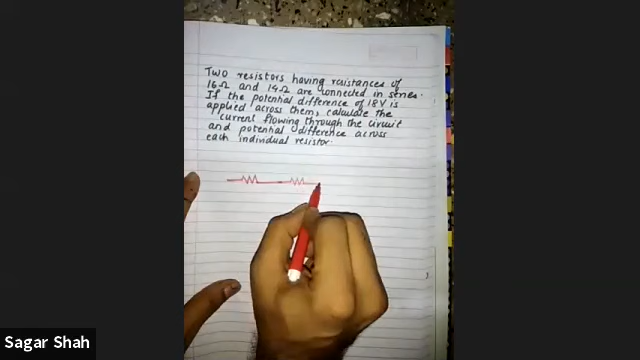 Two resistors having resistances of
16Ω and 14Ω are connected in series.
If the potential difference of 18V is
applied across them, calculate the
current flowing through the circuit
and potential difference across
each individual resistor.
Sagar Shah